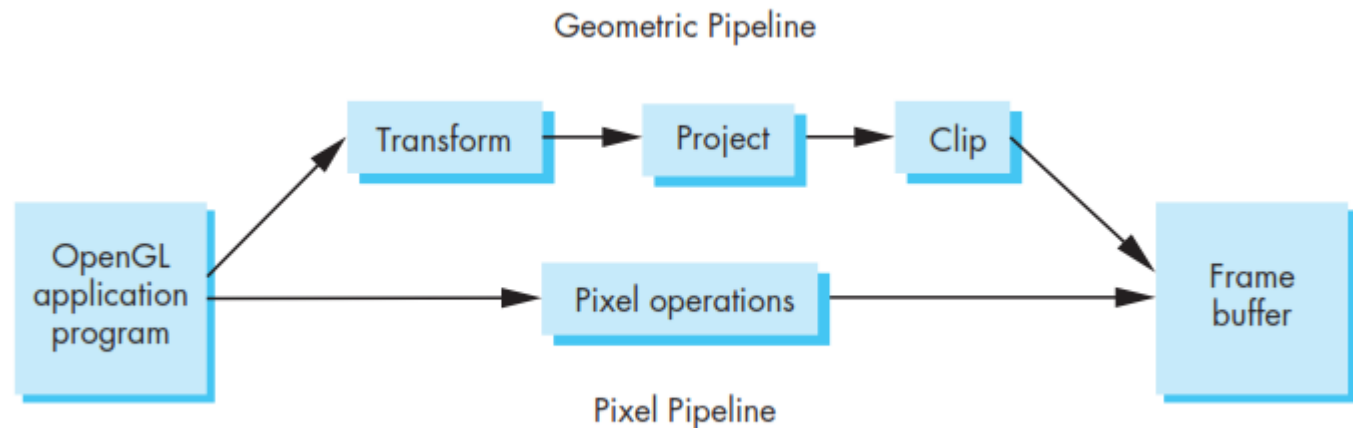 Geometric Pipeline
Transform
Project
Clip
OpenGL
application
program
Pixel operations
Frame
buffer
Pixel Pipeline